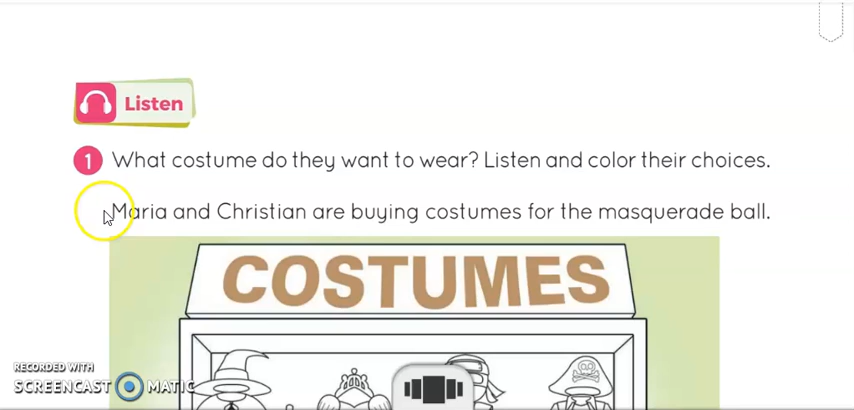 Listen
1 What costume do they want to wear? Listen and color their choices.
Maria and Christian are buying costumes for the masquerade ball.
COSTUMES
RECORDED WITH
SCREENCAST MATIC